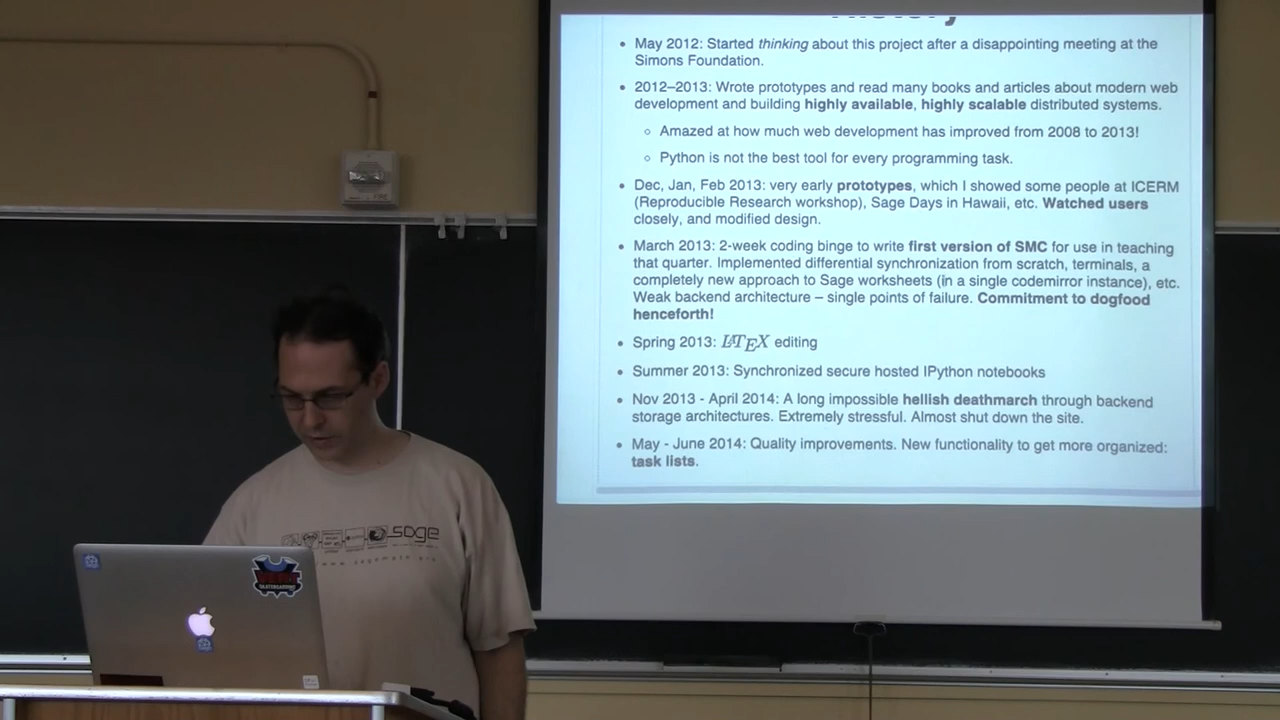 History
• May 2012: Started thinking about this project after a disappointing meeting at the
Simons Foundation.
• 2012–2013: Wrote prototypes and read many books and articles about modern web
development and building highly available, highly scalable distributed systems.
◦ Amazed at how much web development has improved from 2008 to 2013!
◦ Python is not the best tool for every programming task.
• Dec, Jan, Feb 2013: very early prototypes, which I showed some people at ICERM
(Reproducible Research workshop), Sage Days in Hawaii, etc. Watched users
closely, and modified design.
• March 2013: 2-week coding binge to write first version of SMC for use in teaching
that quarter. Implemented differential synchronization from scratch, terminals, a
completely new approach to Sage worksheets (in a single codemirror instance), etc.
Weak backend architecture – single points of failure. Commitment to dogfood
henceforth!
• Spring 2013: LATEX editing
• Summer 2013: Synchronized secure hosted IPython notebooks
• Nov 2013 - April 2014: A long impossible hellish deathmarch through backend
storage architectures. Extremely stressful. Almost shut down the site.
• May - June 2014: Quality improvements. New functionality to get more organized:
task lists.
FIRE
sage
www.sagemath.org
SKATEBOARDING